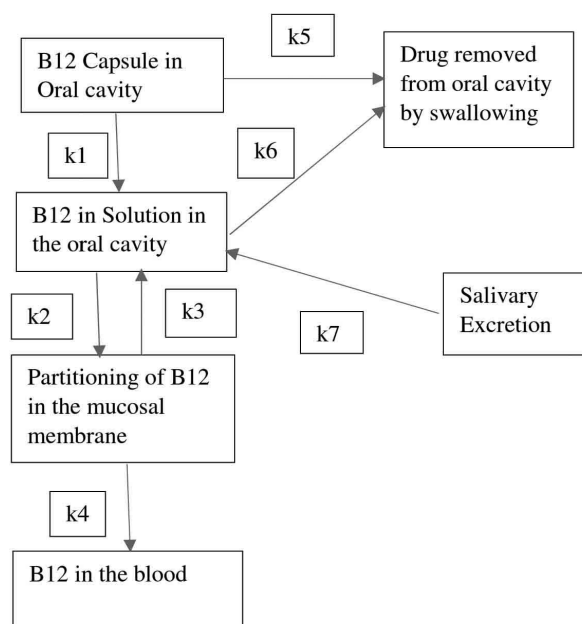 B12 Capsule in
Oral cavity
k5
Drug removed
from oral cavity
by swallowing
k1
k6
B12 in Solution in
the oral cavity
k2
k3
k7
Salivary
Excretion
Partitioning of B12
in the mucosal
membrane
k4
B12 in the blood